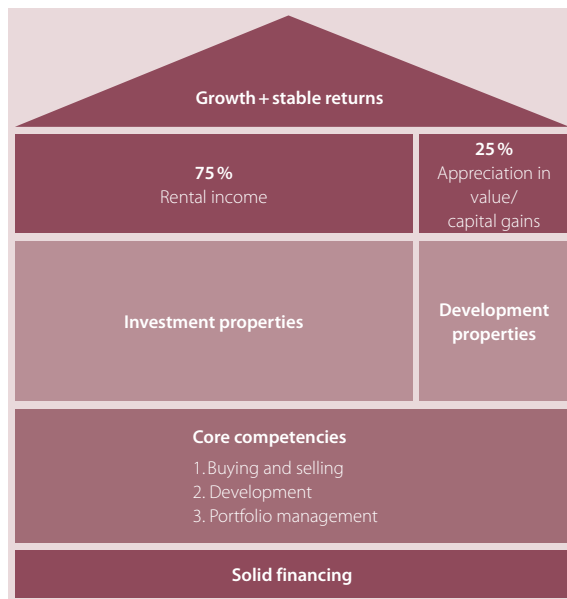 Growth + stable returns
75 %
Rental income
25 %
Appreciation in
value/
capital gains
Investment properties
Development
properties
Core competencies
1. Buying and selling
2. Development
3. Portfolio management
Solid financing